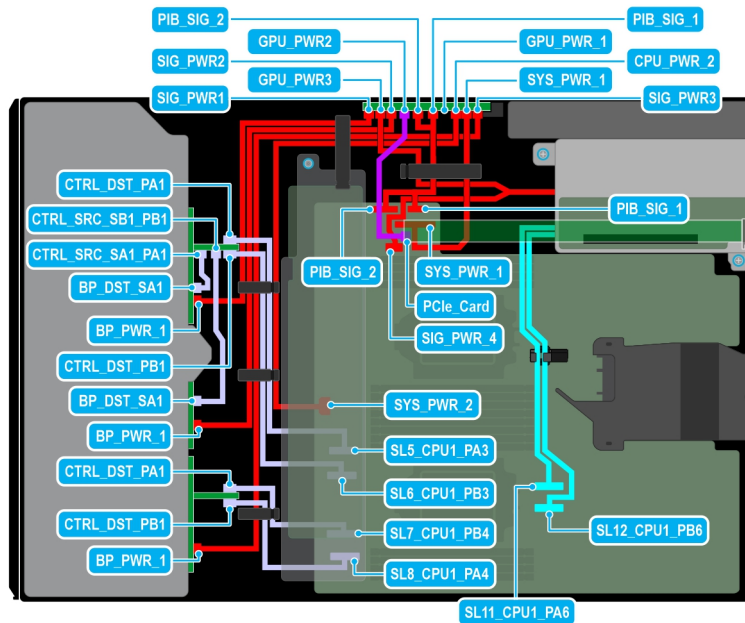 PIB_SIG_2
PIB_SIG_1
GPU_PWR2
GPU_PWR_1
SIG_PWR2
CPU_PWR_2
GPU_PWR3
SYS_PWR_1
SIG_PWR1
SIG_PWR3
CTRL_DST_PA1
CTRL_SRC_SB1_PB1
PIB_SIG_1
CTRL_SRC_SA1_PA1
PIB_SIG_2
SYS_PWR_1
BP_DST_SA1
PCIe_Card
BP_PWR_1
SIG_PWR_4
CTRL_DST_PB1
BP_DST_SA1
SYS_PWR_2
BP_PWR_1
SL5_CPU1_PA3
CTRL_DST_PA1
SL6_CPU1_PB3
CTRL_DST_PB1
SL7_CPU1_PB4
SL12_CPU1_PB6
BP_PWR_1
SL8_CPU1_PA4
SL11_CPU1_PA6